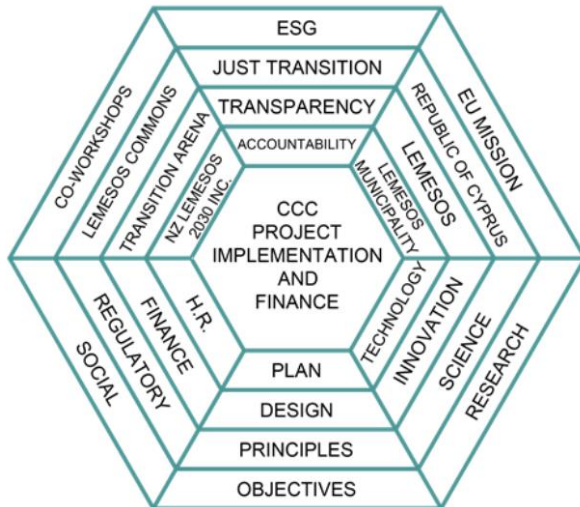 ESG
JUST TRANSITION
TRANSPARENCY
ACCOUNTABILITY
CO-WORKSHOPS
LEMESOS COMMONS
TRANSITION ARENA
NZ LEMESOS
2030 INC.
LEMESOS
MUNICIPALITY
LEMESOS
REPUBLIC OF CYPRUS
EU MISSION
CCC
PROJECT
IMPLEMENTATION
AND
FINANCE
SOCIAL
REGULATORY
FINANCE
H.R.
TECHNOLOGY
INNOVATION
SCIENCE
RESEARCH
PLAN
DESIGN
PRINCIPLES
OBJECTIVES